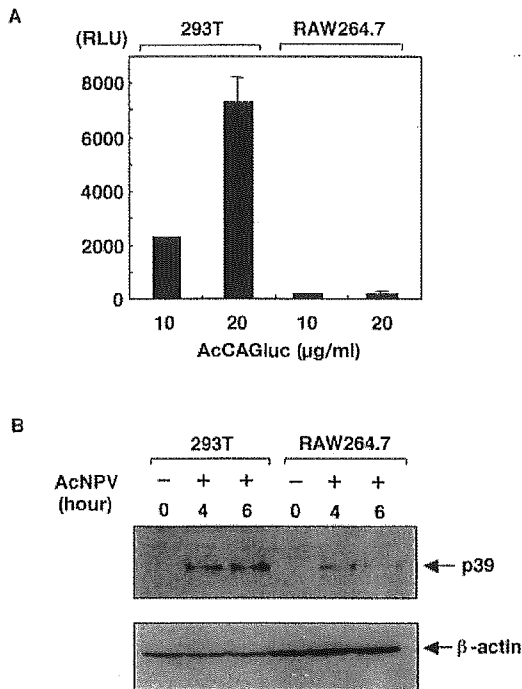 A
(RLU)
293T RAW264.7
8000
6000
4000
2000
0
10 20 10 20
AcCAGluc (µg/ml)
B
293T RAW264.7
AcNPV − + + − + +
(hour) 0 4 6 0 4 6
p39
β-actin